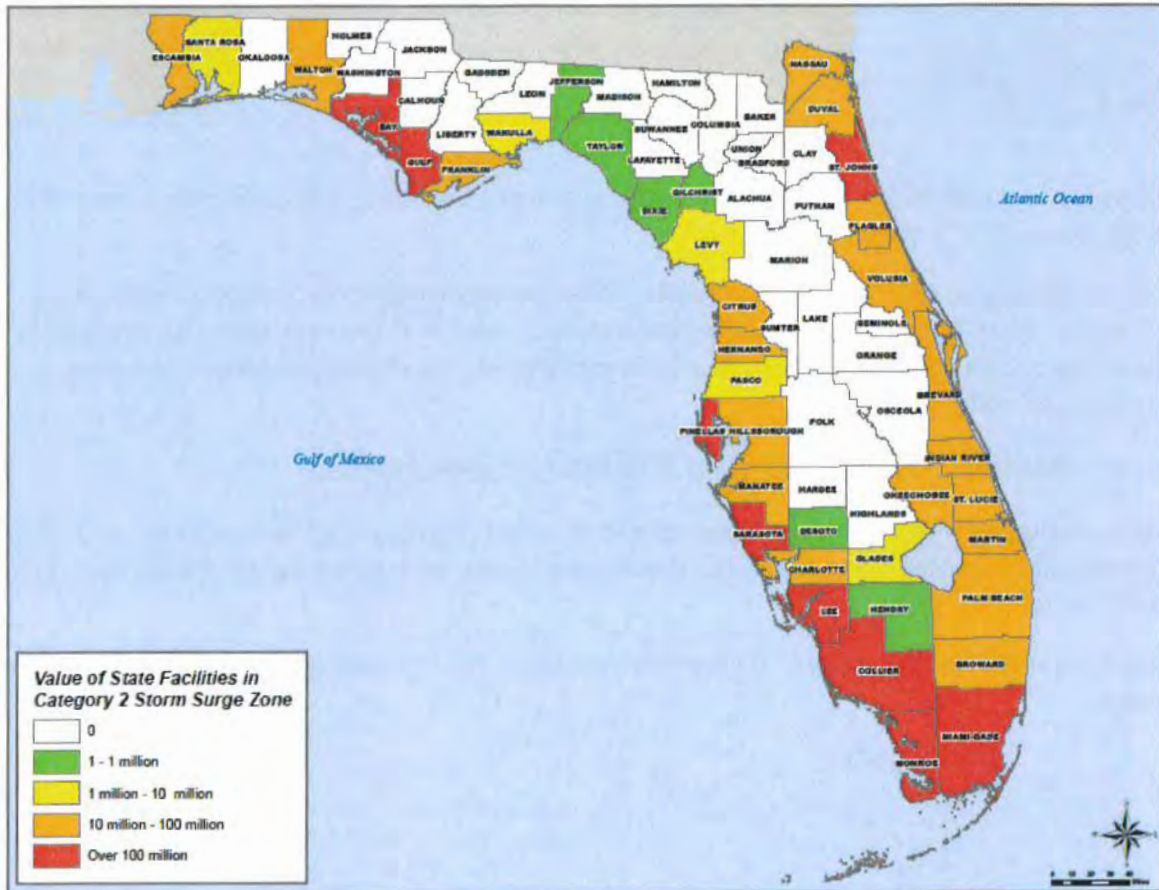 HOLMES
SANTA ROSA
JACKSON
ESCAMBIA
OKALOOSA
WALTON
WASHINGTON
GADSDEN
JEFFERSON
HAMILTON
NASSAU
LEON
MADISON
CALHOUR
BAY
LIBERTY
WAKULLA
SUWANNEE
COLUMBIA
BAKER
DUVAL
TAYLOR
UNION
BRADFORD
CLAY
LAFAYETTE
GULF
FRANKLIN
ST. JOHNS
GILCHRIST
DIXIE
ALACHUA
PUTHAM
Atlantic Ocean
FLAGLER
LEVY
MARION
VOLUSIA
CITRUS
SUMTER
LAKE
SEMINOLE
HERNANSO
ORANGE
PASCO
BREVARD
OSCEOLA
POLK
PINELLAS
HILLSBOROUGH
Gulf of Mexico
INDIAN RIVER
MANATEE
HARGEE
OKEECHOBEE
ST. LUCIE
HIGHLANDS
SARASOTA
DESOTO
MARTIN
CHARLOTTE
GLADES
LEE
HENDRY
PALM BEACH
COLLIER
BROWARD
MIAMI-DADE
MONROE
Value of State Facilities in
Category 2 Storm Surge Zone
0
1 - 1 million
1 million - 10 million
10 million - 100 million
Over 100 million